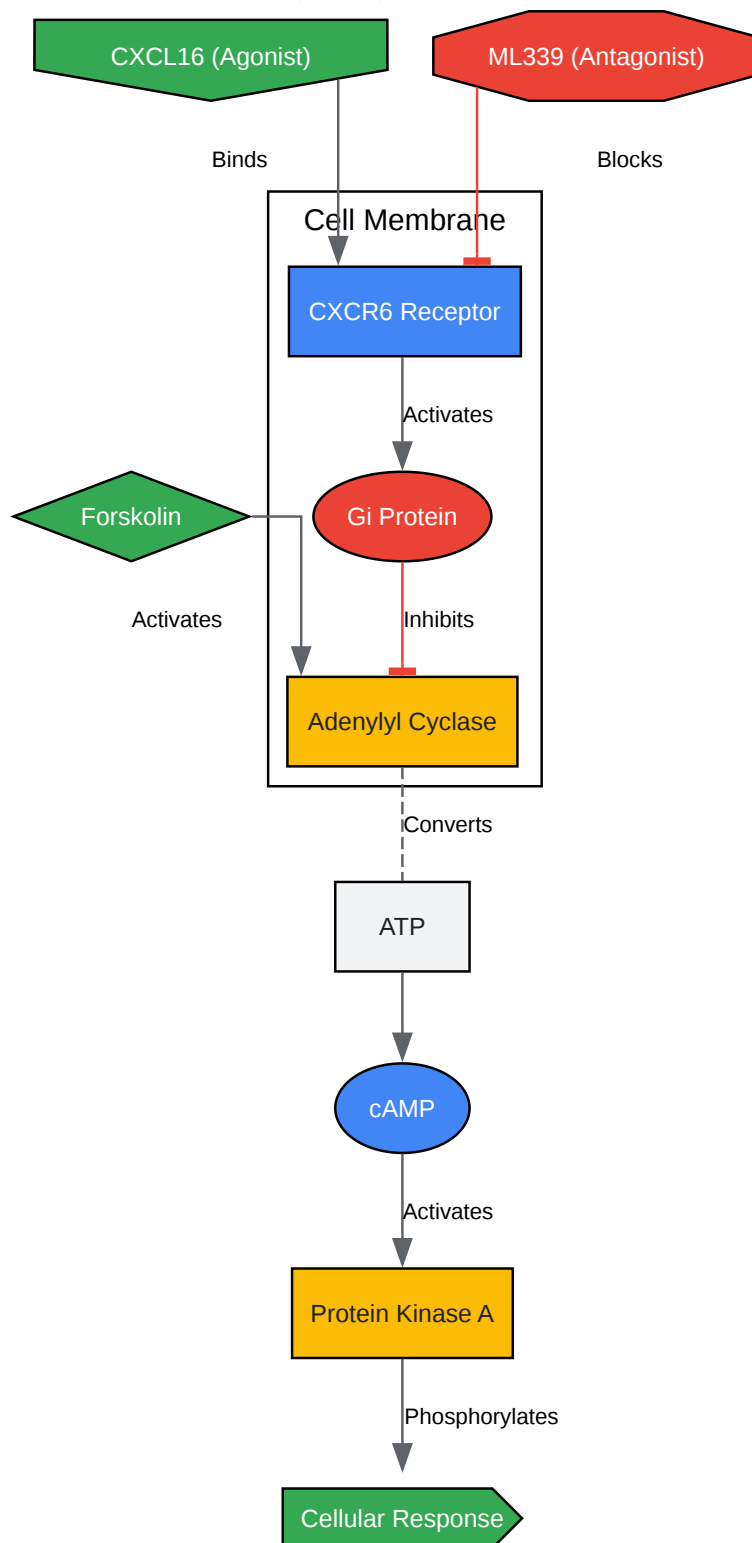 CXCL16 (Agonist)
ML339 (Antagonist)
Binds
Blocks
Cell Membrane
CXCR6 Receptor
Activates
Forskolin
Gi Protein
Activates
Inhibits
Adenylyl Cyclase
Converts
ATP
cAMP
Activates
Protein Kinase A
Phosphorylates
Cellular Response